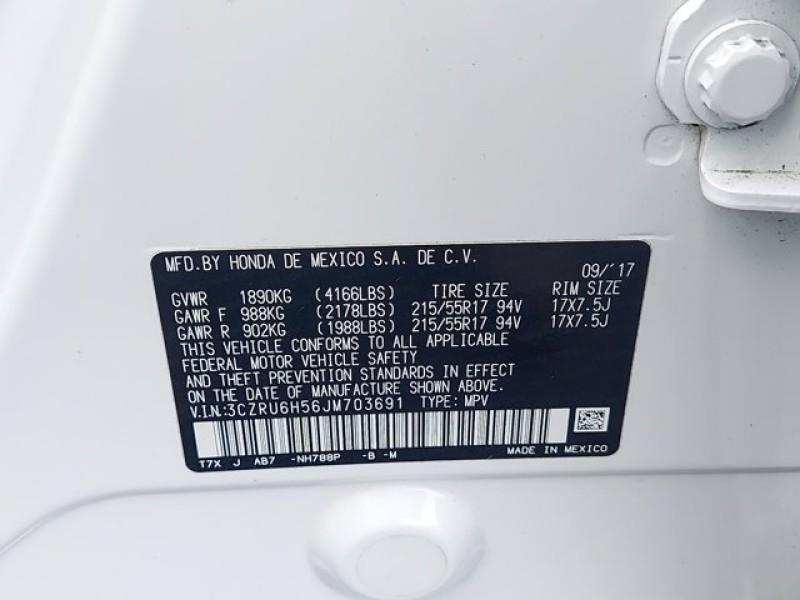 MFD.BY HONDA DE MEXICO S.A. DE C.V. 09/'17
GVWR 1890KG (4166LBS) TIRE SIZE RIM SIZE
GAWR F 988KG (2178LBS) 215/55R17 94V 17X7.5J
GAWR R 902KG (1988LBS) 215/55R17 94V 17X7.5J
THIS VEHICLE CONFORMS TO ALL APPLICABLE
FEDERAL MOTOR VEHICLE SAFETY
AND THEFT PREVENTION STANDARDS IN EFFECT
ON THE DATE OF MANUFACTURE SHOWN ABOVE.
V.I.N:3CZRU6H56JM703691 TYPE: MPV
T7X J AB7 -NH788P -B -M MADE IN MEXICO